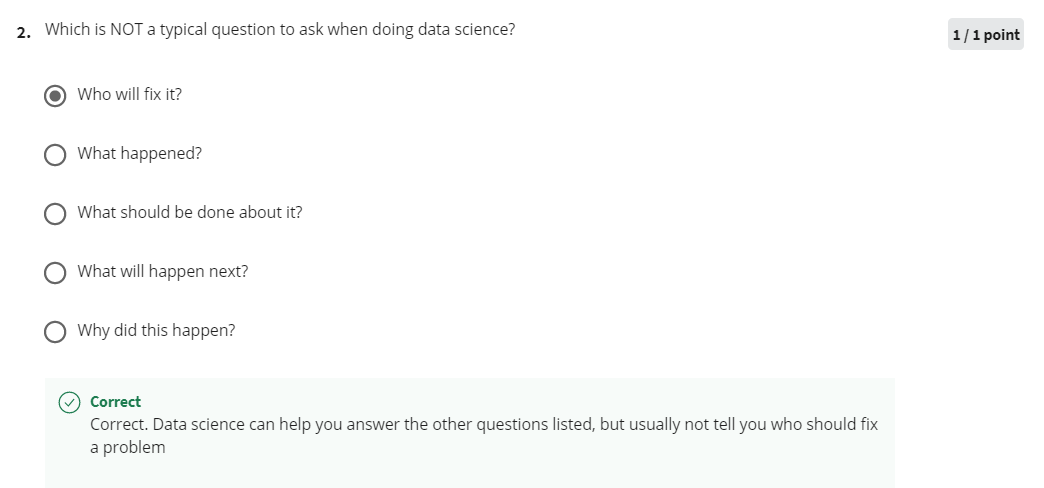 2. Which is NOT a typical question to ask when doing data science?
1 / 1 point
Who will fix it?
What happened?
What should be done about it?
What will happen next?
Why did this happen?
Correct
Correct. Data science can help you answer the other questions listed, but usually not tell you who should fix
a problem